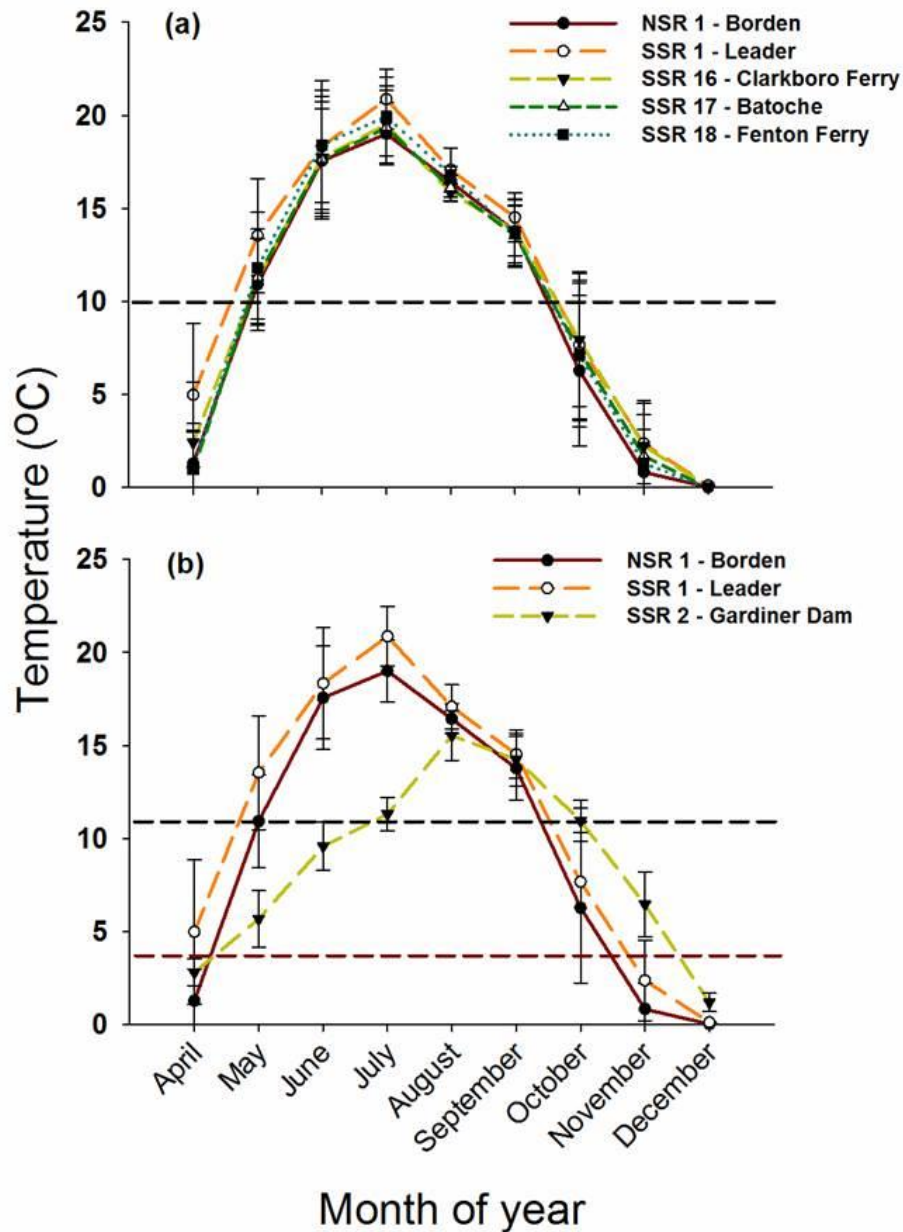 (a)
NSR 1 - Borden
SSR 1 - Leader
SSR 16 - Clarkboro Ferry
SSR 17 - Batoche
SSR 18 - Fenton Ferry
25
20
15
10
5
0
Temperature (ºC)
(b)
NSR 1 - Borden
SSR 1 - Leader
SSR 2 - Gardiner Dam
25
20
15
10
5
0
April
May
June
July
August
September
October
November
December
Month of year